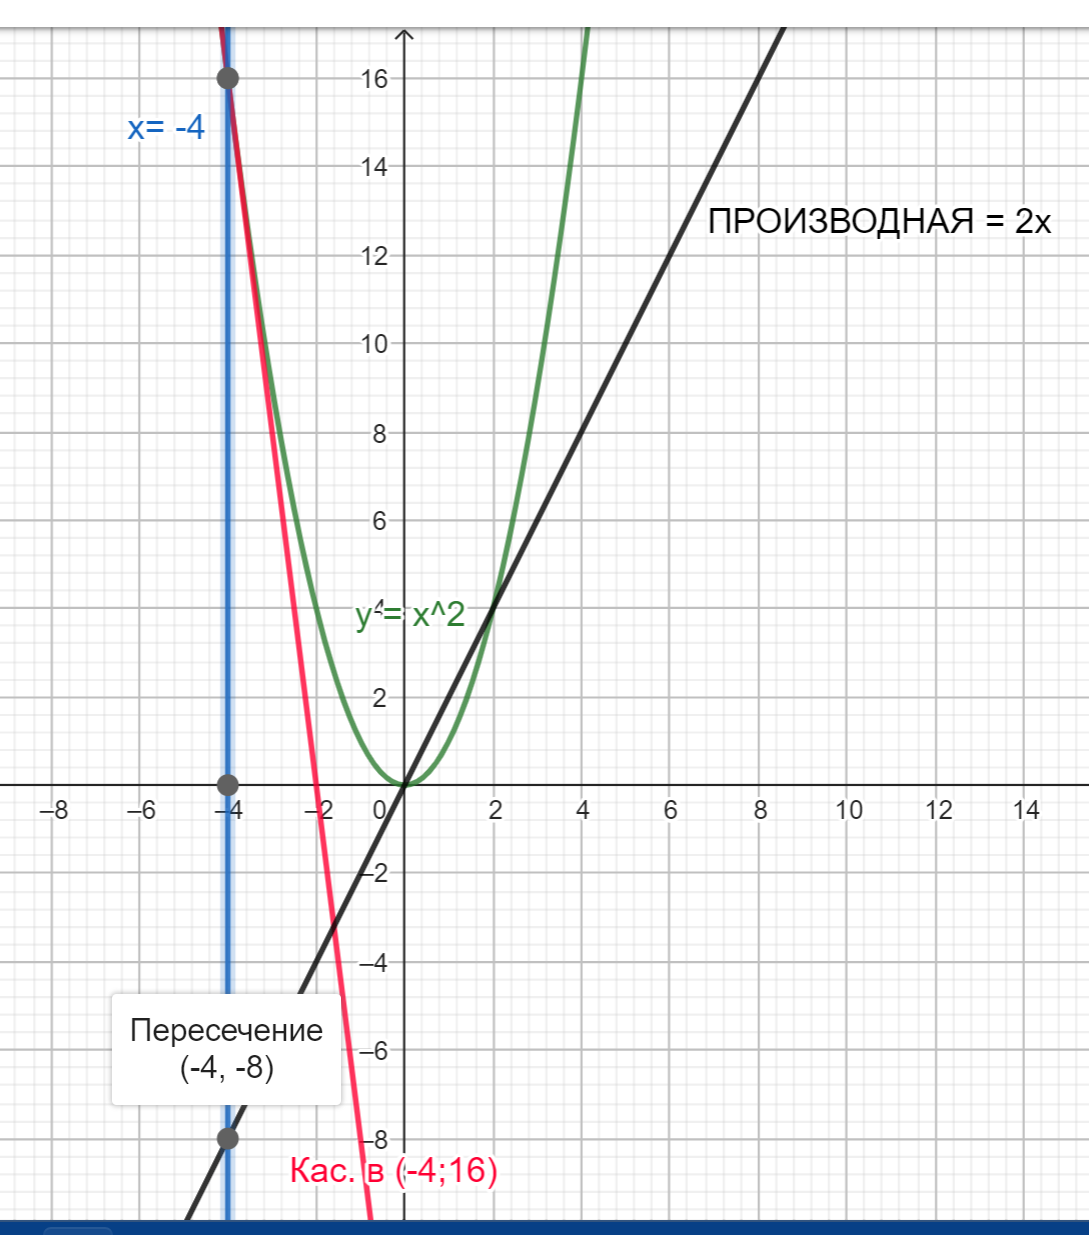 16
x= -4
14
ПРОИЗВОДНАЯ = 2x
12
10
8
6
4
y = x^2
2
–8 –6 –4 –2 0 2 4 6 8 10 12 14
–2
–4
Пересечение
(-4, -8)
–6
–8
Кас. в (-4;16)